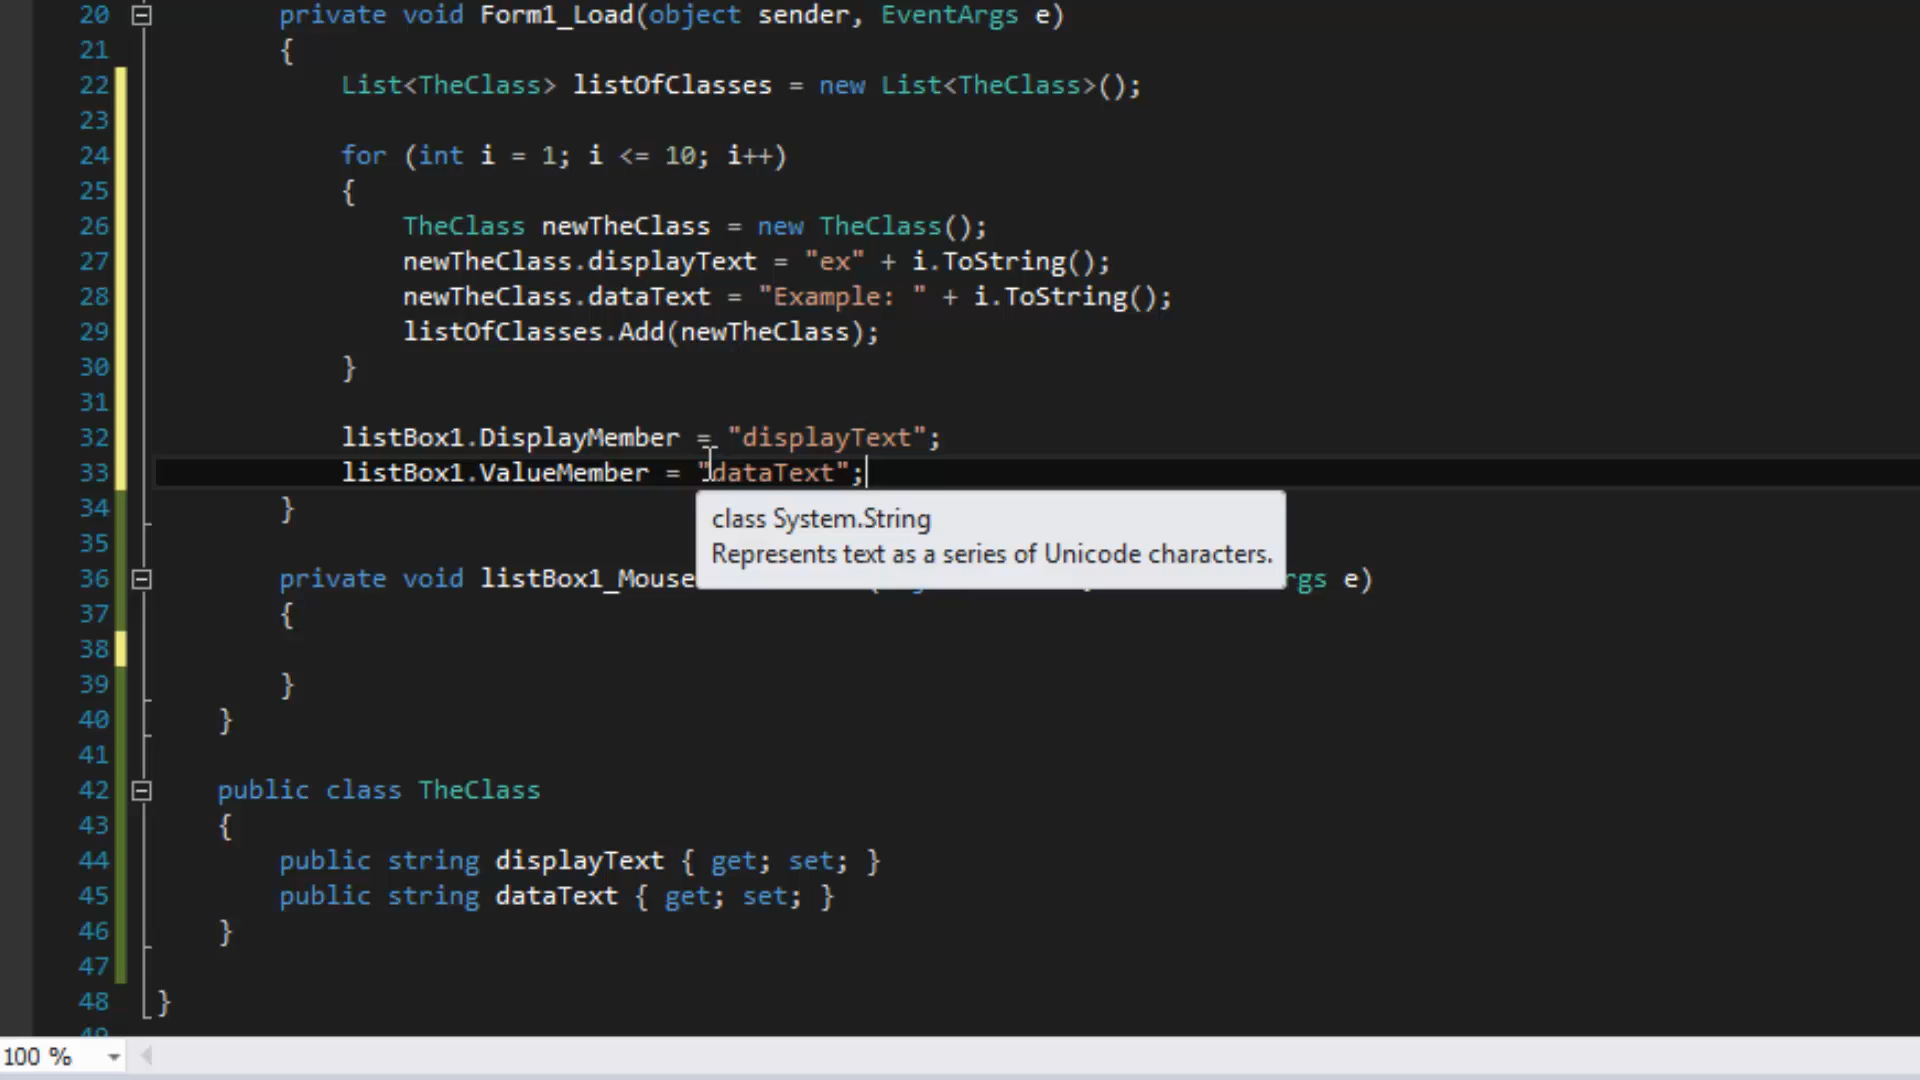 20 private void Form1_Load(object sender, EventArgs e)
21 {
22 List<TheClass> listOfClasses = new List<TheClass>();
23
24 for (int i = 1; i <= 10; i++)
25 {
26 TheClass newTheClass = new TheClass();
27 newTheClass.displayText = "ex" + i.ToString();
28 newTheClass.dataText = "Example: " + i.ToString();
29 listOfClasses.Add(newTheClass);
30 }
31
32 listBox1.DisplayMember = "displayText";
33 listBox1.ValueMember = "dataText";
34 }
class System.String
35
Represents text as a series of Unicode characters.
36 private void listBox1_Mouse rgs e)
37 {
38
39 }
40 }
41
42 public class TheClass
43 {
44 public string displayText { get; set; }
45 public string dataText { get; set; }
46 }
47
48 }
100 %